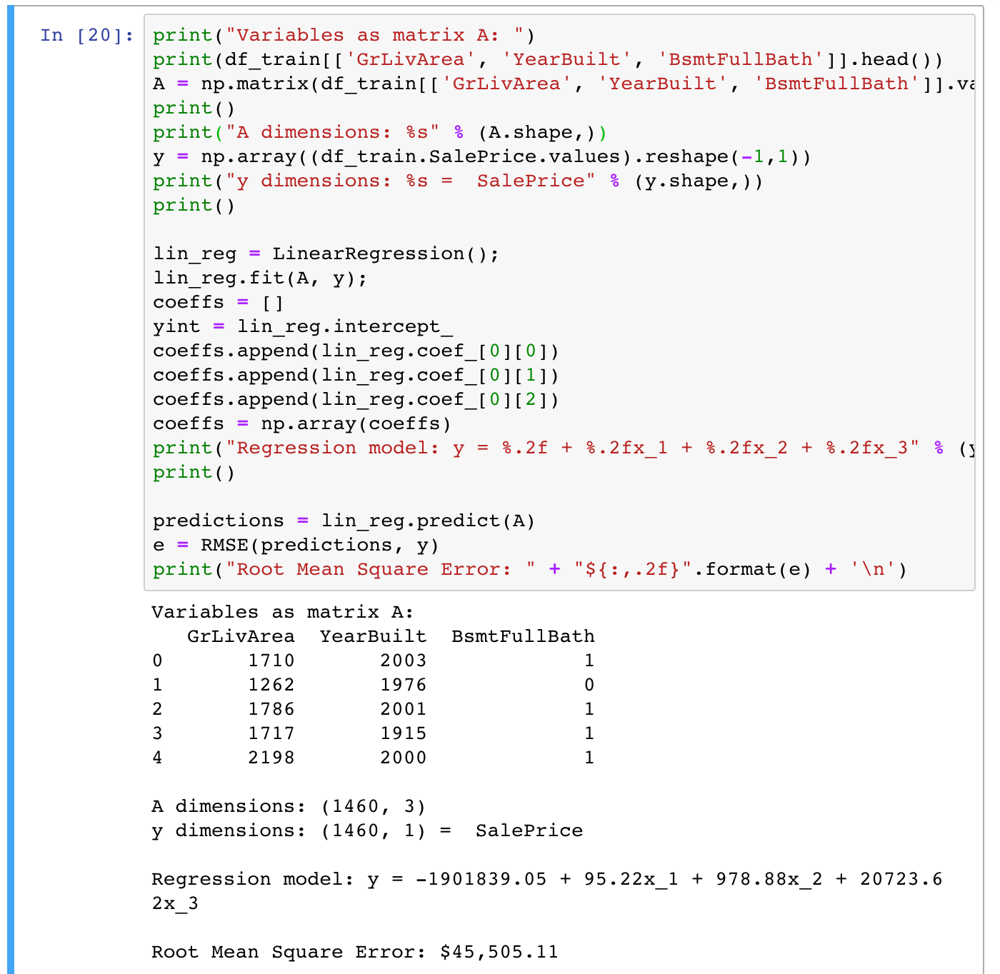 In [20]:
print("Variables as matrix A: ")
print(df_train[['GrLivArea', 'YearBuilt', 'BsmtFullBath']].head())
A = np.matrix(df_train[['GrLivArea', 'YearBuilt', 'BsmtFullBath']].va
print()
print("A dimensions: %s" % (A.shape,))
y = np.array((df_train.SalePrice.values).reshape(-1,1))
print("y dimensions: %s =  SalePrice" % (y.shape,))
print()
lin_reg = LinearRegression();
lin_reg.fit(A, y);
coeffs = []
yint = lin_reg.intercept_
coeffs.append(lin_reg.coef_[0][0])
coeffs.append(lin_reg.coef_[0][1])
coeffs.append(lin_reg.coef_[0][2])
coeffs = np.array(coeffs)
print("Regression model: y = %.2f + %.2fx_1 + %.2fx_2 + %.2fx_3" % (y
print()
predictions = lin_reg.predict(A)
e = RMSE(predictions, y)
print("Root Mean Square Error: " + "${:,.2f}".format(e) + '\n')
Variables as matrix A:
GrLivArea  YearBuilt  BsmtFullBath
0       1710       2003             1
1       1262       1976             0
2       1786       2001             1
3       1717       1915             1
4       2198       2000             1
A dimensions: (1460, 3)
y dimensions: (1460, 1) =  SalePrice
Regression model: y = -1901839.05 + 95.22x_1 + 978.88x_2 + 20723.6
2x_3
Root Mean Square Error: $45,505.11